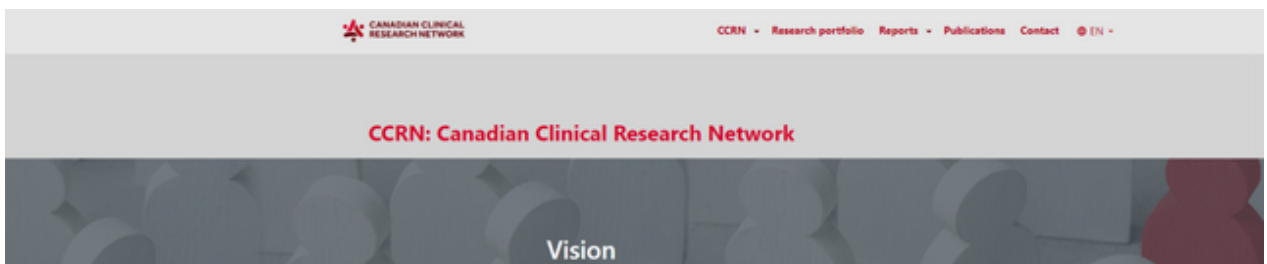 CANADIAN CLINICAL
RESEARCH NETWORK
CCRN Research portfolio Reports Publications Contact EN
CCRN: Canadian Clinical Research Network
Vision